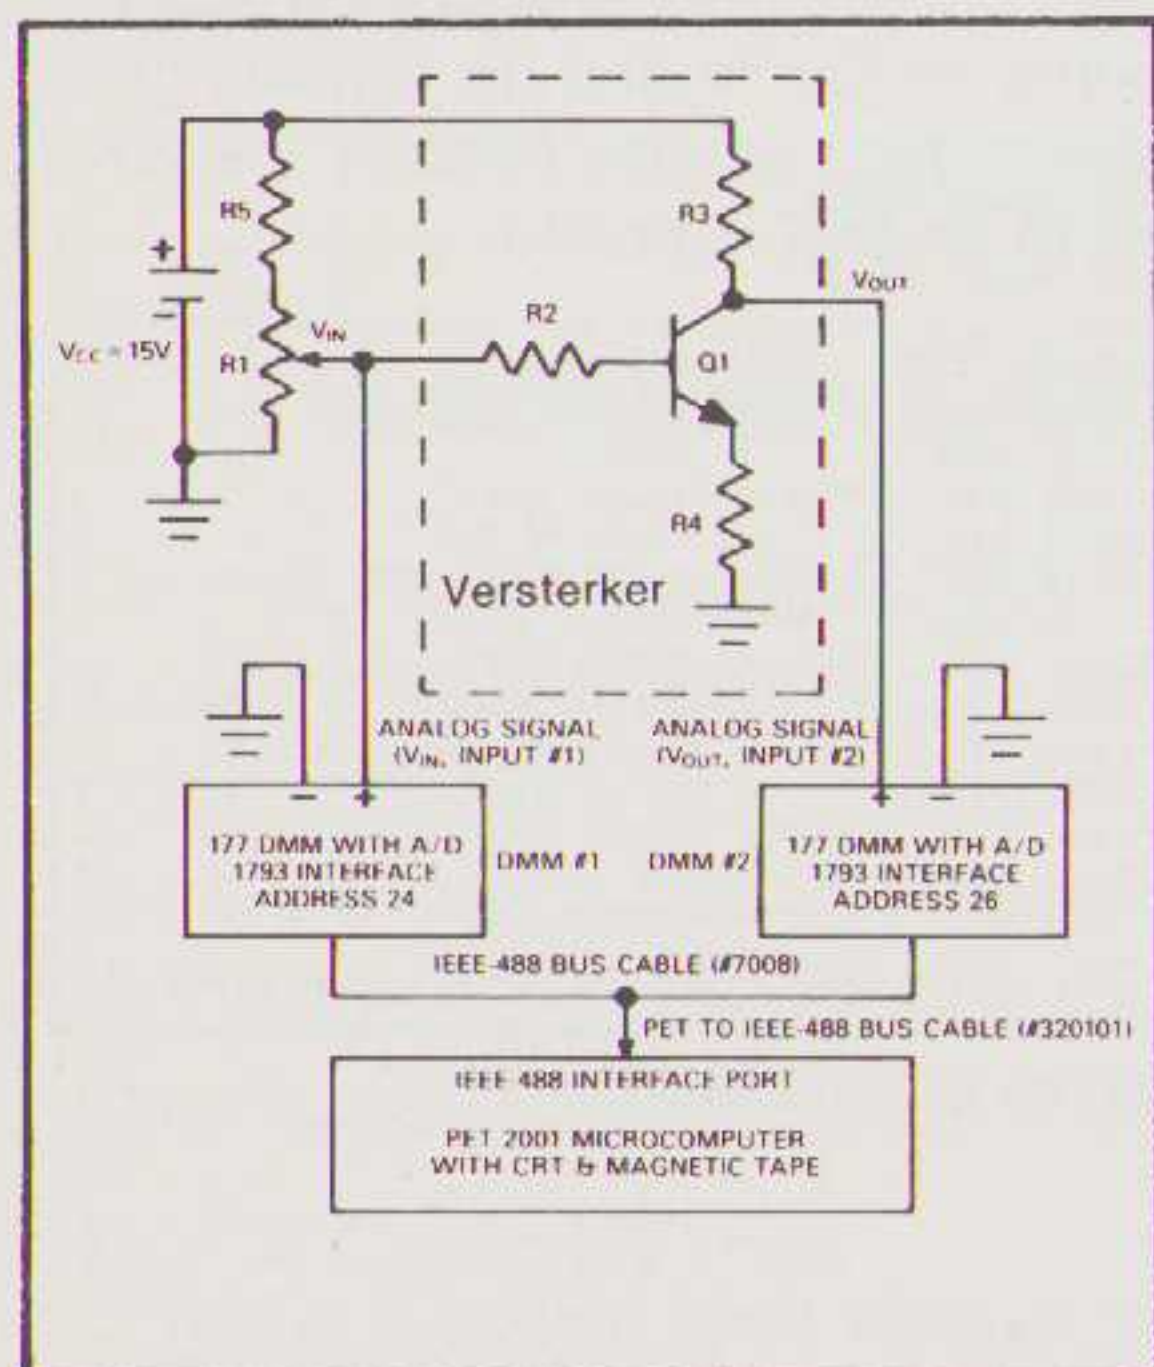 R5
R3
+
VOUT
R2
VIN
-
VCC = 15V
R1
Q1
R4
Versterker
ANALOG SIGNAL
(VIN, INPUT #1)
ANALOG SIGNAL
(VOUT, INPUT #2)
- +
+ -
177 DMM WITH A/D
1793 INTERFACE
ADDRESS 24
DMM #1
DMM #2
177 DMM WITH A/D
1793 INTERFACE
ADDRESS 26
IEEE-488 BUS CABLE (#7008)
PET TO IEEE-488 BUS CABLE (#320101)
IEEE 488 INTERFACE PORT
PET 2001 MICROCOMPUTER
WITH CRT & MAGNETIC TAPE